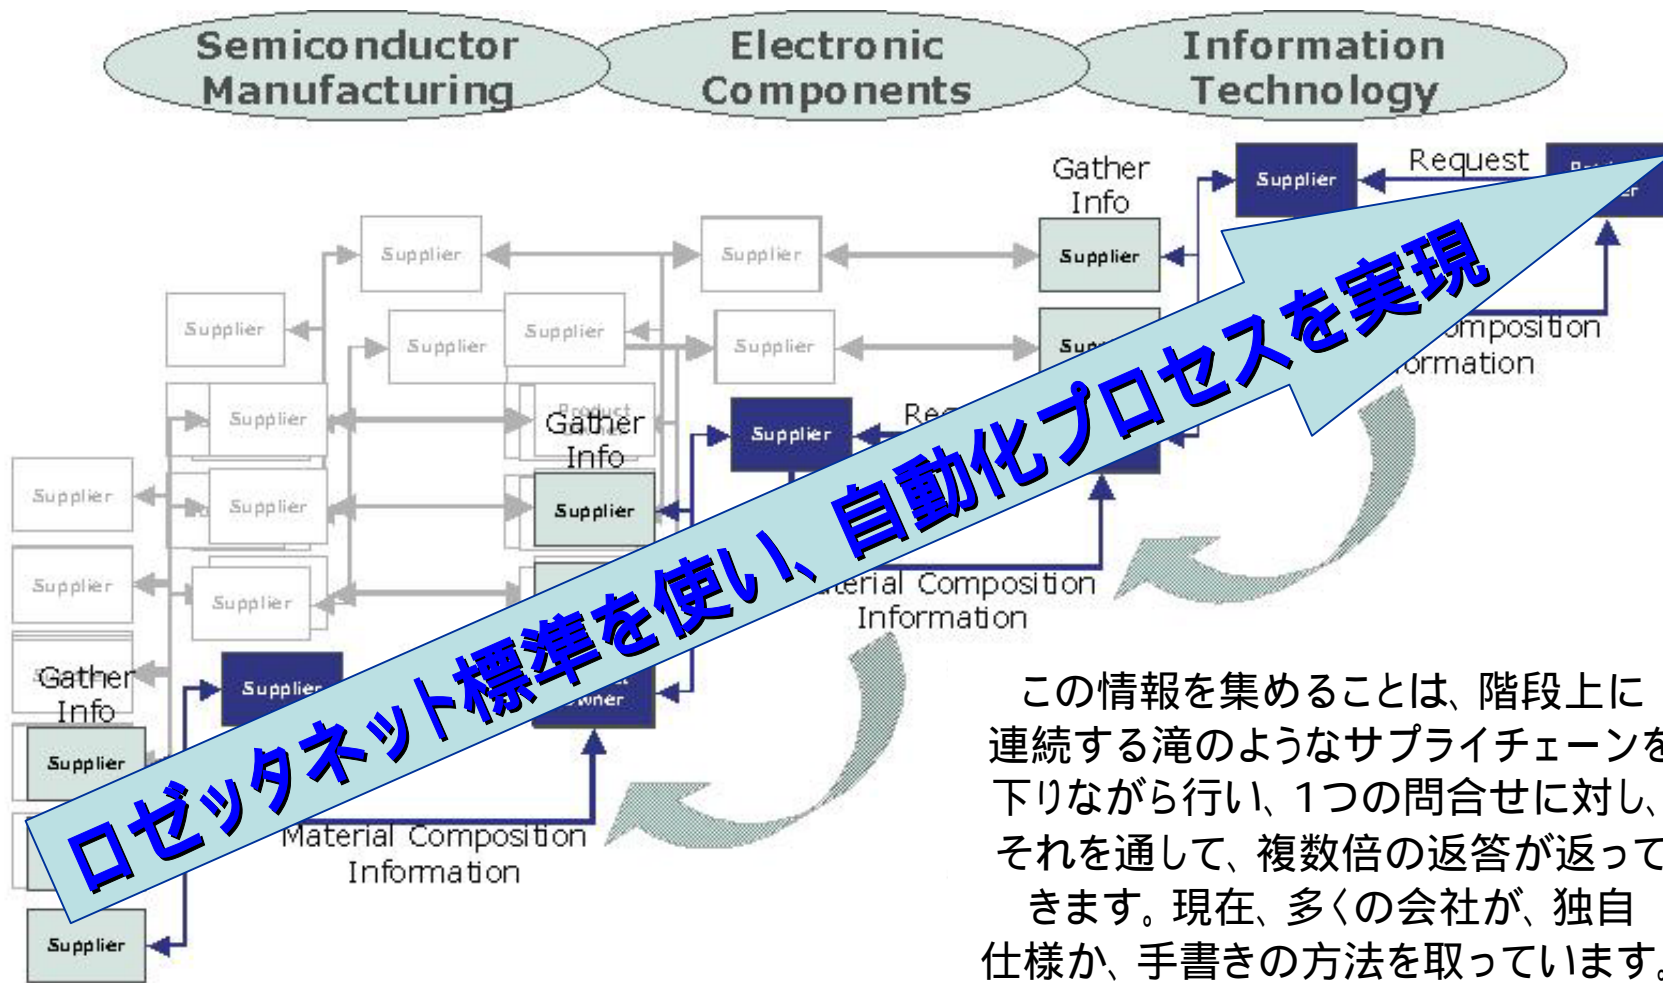 Semiconductor
Manufacturing
Electronic
Components
Information
Technology
Gather
Info
Supplier
Request
Supplier
Supplier
Supplier
Supplier
Supplier
Supplier
Supplier
Supplier
composition
Information
Supplier
Product
Gather
Info
Supplier
Supplier
Supplier
Supplier
Supplier
Supplier
Supplier
Material Composition
Information
Gather
Info
Supplier
Owner
Supplier
Material Composition
Information
Supplier
ロゼッタネット標準を使い、自動化プロセスを実現
この情報を集めることは、階段上に
連続する滝のようなサプライチェーンを
下りながら行い、1つの問合せに対し、
それを通して、複数倍の返答が返って
きます。現在、多くの会社が、独自
仕様か、手書きの方法を取っています。